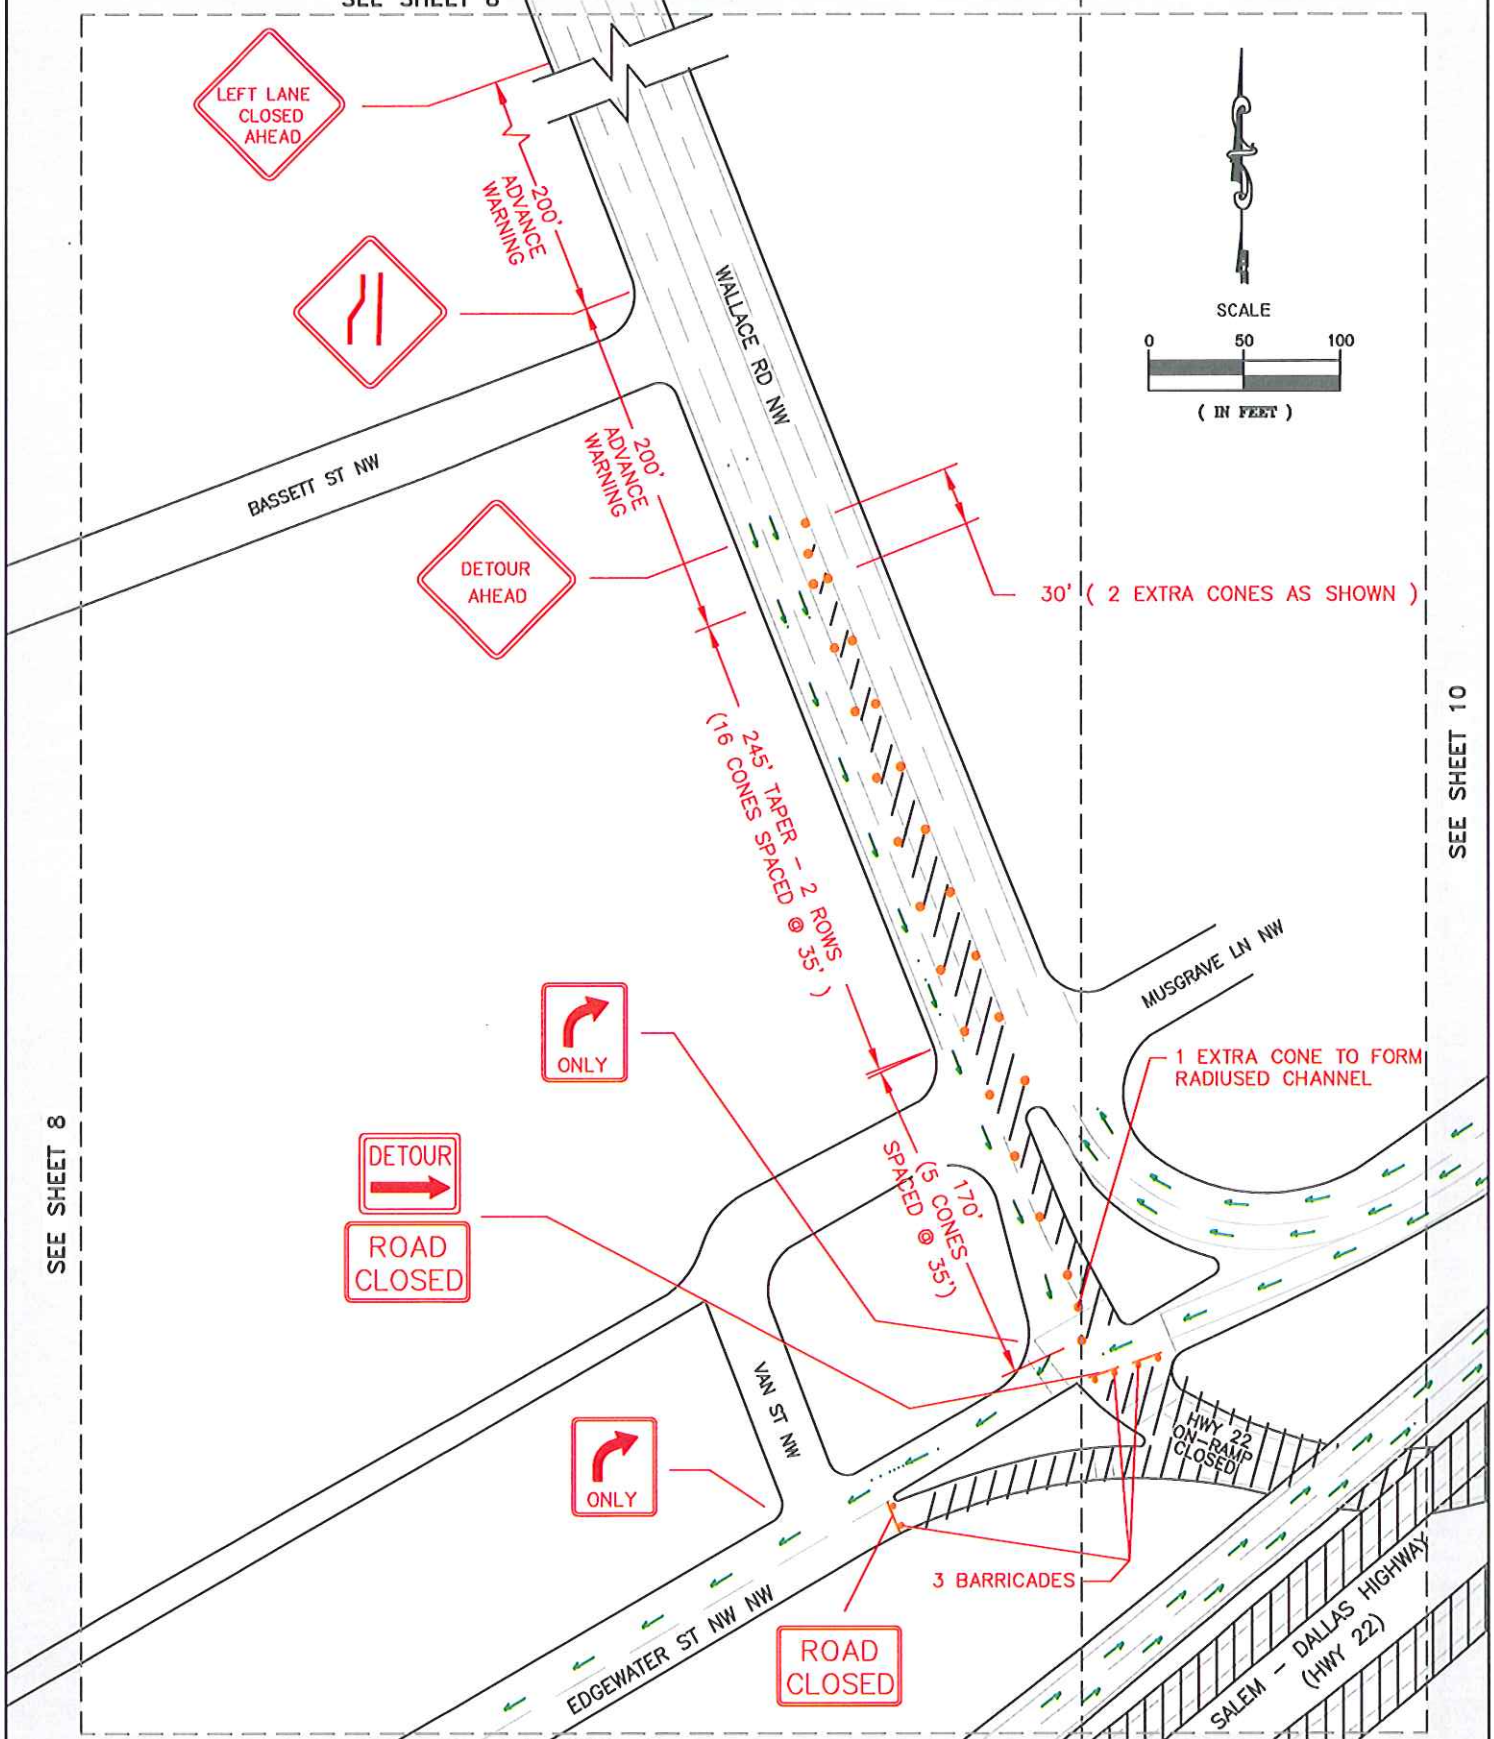 SEE SHEET 8
LEFT LANE
CLOSED
AHEAD
200'
ADVANCE
WARNING
WALLACE RD NW
SCALE
0 50 100
( IN FEET )
BASSETT ST NW
200'
ADVANCE
WARNING
DETOUR
AHEAD
30' ( 2 EXTRA CONES AS SHOWN )
245' TAPER - 2 ROWS
(16 CONES SPACED @ 35' )
SEE SHEET 10
MUSGRAVE LN NW
ONLY
1 EXTRA CONE TO FORM
RADIUSED CHANNEL
SEE SHEET 8
DETOUR
ROAD
CLOSED
170'
(5 CONES
SPACED @ 35')
VAN ST NW
HWY 22
ON-RAMP
CLOSED
ONLY
3 BARRICADES
EDGEWATER ST NW NW
ROAD
CLOSED
SALEM - DALLAS HIGHWAY
(HWY 22)